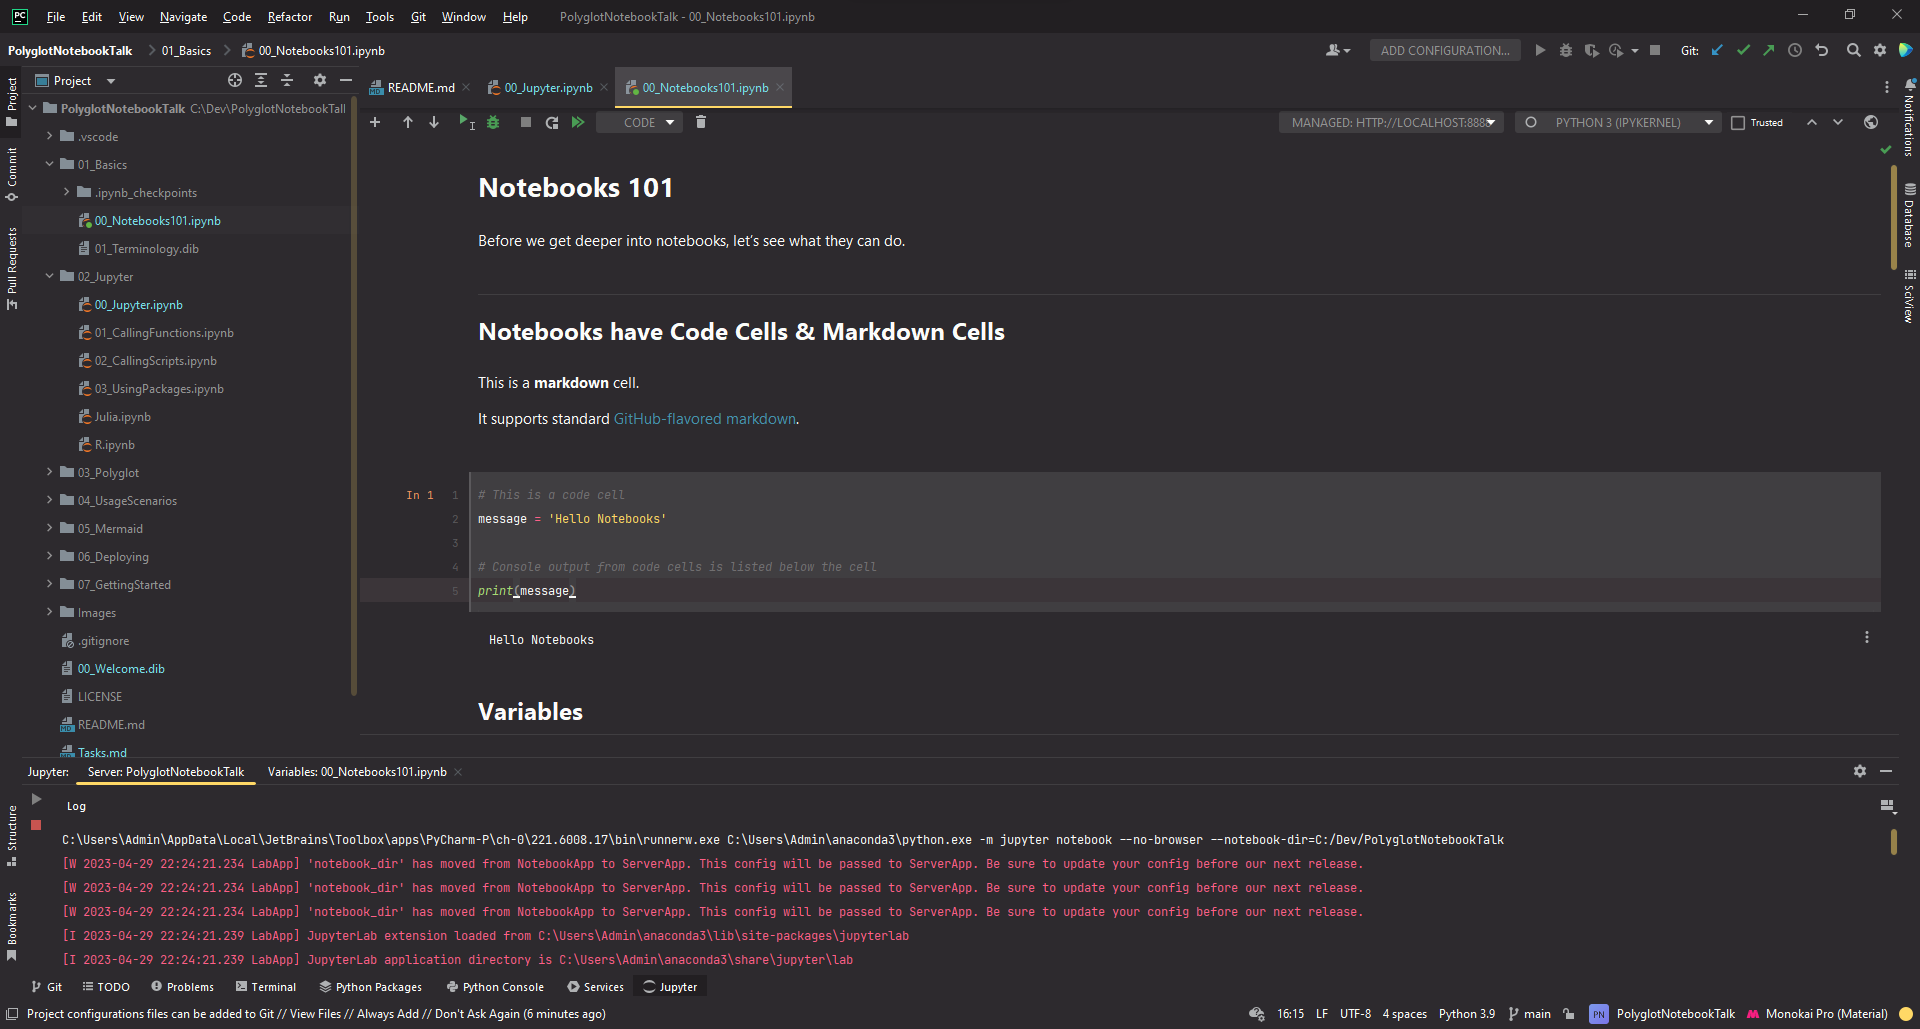 PC File Edit View Navigate Code Refactor Run Tools Git Window Help PolyglotNotebookTalk - 00_Notebooks101.ipynb
PolyglotNotebookTalk 01_Basics 00_Notebooks101.ipynb ADD CONFIGURATION... Git:
Project
README.md 00_Jupyter.ipynb 00_Notebooks101.ipynb
CODE MANAGED: HTTP://LOCALHOST:888 PYTHON 3 (IPYKERNEL) Trusted
Project
Commit
Pull Requests
Structure
Bookmarks
PolyglotNotebookTalk C:\Dev\PolyglotNotebookTall
.vscode
01_Basics
.ipynb_checkpoints
00_Notebooks101.ipynb
01_Terminology.dib
02_Jupyter
00_Jupyter.ipynb
01_CallingFunctions.ipynb
02_CallingScripts.ipynb
03_UsingPackages.ipynb
Julia.ipynb
R.ipynb
03_Polyglot
04_UsageScenarios
05_Mermaid
06_Deploying
07_GettingStarted
Images
.gitignore
00_Welcome.dib
LICENSE
README.md
Tasks.md
Notebooks 101
Before we get deeper into notebooks, let's see what they can do.
Notebooks have Code Cells & Markdown Cells
This is a markdown cell.
It supports standard GitHub-flavored markdown.
In 1 1 # This is a code cell
2 message = 'Hello Notebooks'
3
4 # Console output from code cells is listed below the cell
5 print(message)
Hello Notebooks
Variables
Notifications
Database
SciView
Jupyter: Server: PolyglotNotebookTalk Variables: 00_Notebooks101.ipynb
Log
C:\Users\Admin\AppData\Local\JetBrains\Toolbox\apps\PyCharm-P\ch-0\221.6008.17\bin\runnerw.exe C:\Users\Admin\anaconda3\python.exe -m jupyter notebook --no-browser --notebook-dir=C:/Dev/PolyglotNotebookTalk
[W 2023-04-29 22:24:21.234 LabApp] 'notebook_dir' has moved from NotebookApp to ServerApp. This config will be passed to ServerApp. Be sure to update your config before our next release.
[W 2023-04-29 22:24:21.234 LabApp] 'notebook_dir' has moved from NotebookApp to ServerApp. This config will be passed to ServerApp. Be sure to update your config before our next release.
[W 2023-04-29 22:24:21.234 LabApp] 'notebook_dir' has moved from NotebookApp to ServerApp. This config will be passed to ServerApp. Be sure to update your config before our next release.
[I 2023-04-29 22:24:21.239 LabApp] JupyterLab extension loaded from C:\Users\Admin\anaconda3\lib\site-packages\jupyterlab
[I 2023-04-29 22:24:21.239 LabApp] JupyterLab application directory is C:\Users\Admin\anaconda3\share\jupyter\lab
Git TODO Problems Terminal Python Packages Python Console Services Jupyter
Project configurations files can be added to Git // View Files // Always Add // Don't Ask Again (6 minutes ago) 16:15 LF UTF-8 4 spaces Python 3.9 main PN PolyglotNotebookTalk Monokai Pro (Material)